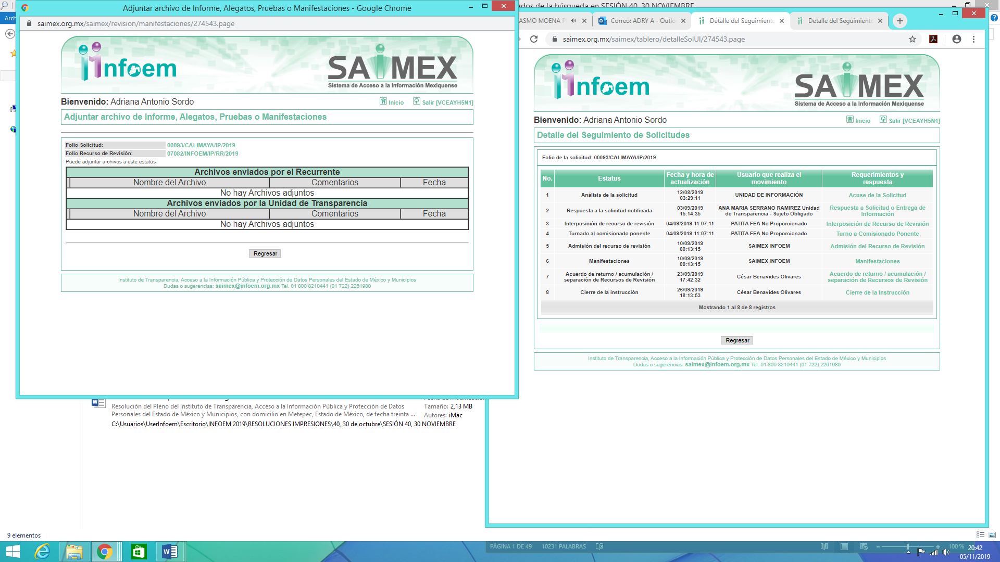 Adjuntar archivo de Informe, Alegatos, Pruebas o Manifestaciones - Google Chrome
saimex.org.mx/saimex/revision/manifestaciones/274543.page
infoem
SAIMEX
Sistema de Acceso a la Información Mexiquense
Bienvenido: Adriana Antonio Sordo
Inicio
Salir [VCEAYH5N1]
Adjuntar archivo de Informe, Alegatos, Pruebas o Manifestaciones
Folio Solicitud: 00093/CALIMAYA/IP/2019
Folio Recurso de Revisión: 07082/INFOEM/IP/RR/2019
Puede adjuntar archivos a este estatus
Archivos enviados por el Recurrente
Nombre del Archivo Comentarios Fecha
No hay Archivos adjuntos
Archivos enviados por la Unidad de Transparencia
Nombre del Archivo Comentarios Fecha
No hay Archivos adjuntos
Regresar
Instituto de Transparencia, Acceso a la Información Pública y Protección de Datos Personales del Estado de México y Municipios
Dudas o sugerencias: saimex@infoem.org.mx Tel. 01 800 8210441 (01 722) 2261980
Arch
ados de la búsqueda en SESIÓN 40, 30 NOVIEMBRE
ASMO MOENA P
Correo: ADRY A - Outlo
Detalle del Seguimiento
Detalle del Seguimiento
saimex.org.mx/saimex/tablero/detalleSolUI/274543.page
infoem
SAIMEX
Sistema de Acceso a la Información Mexiquense
Bienvenido: Adriana Antonio Sordo
Inicio
Salir [VCEAYH5N1]
Detalle del Seguimiento de Solicitudes
Folio de la solicitud: 00093/CALIMAYA/IP/2019
No. Estatus Fecha y hora de actualización Usuario que realiza el movimiento Requerimientos y respuesta
1 Análisis de la solicitud 12/08/2019 03:29:11 UNIDAD DE INFORMACIÓN Acuse de la Solicitud
2 Respuesta a la solicitud notificada 03/09/2019 15:14:35 ANA MARIA SERRANO RAMIREZ Unidad de Transparencia - Sujeto Obligado Respuesta a Solicitud o Entrega de Información
3 Interposición de recurso de revisión 04/09/2019 11:07:11 PATITA FEA No Proporcionado Interposición de Recurso de Revisión
4 Turnado al comisionado ponente 04/09/2019 11:07:11 PATITA FEA No Proporcionado Turno a Comisionado Ponente
5 Admisión del recurso de revisión 10/09/2019 00:13:15 SAIMEX INFOEM Admisión del Recurso de Revisión
6 Manifestaciones 10/09/2019 00:13:15 SAIMEX INFOEM Manifestaciones
7 Acuerdo de returno / acumulación / separación de Recursos de Revisión 23/09/2019 17:42:32 César Benavides Olivares Acuerdo de returno / acumulación / separación de Recursos de Revisión
8 Cierre de la instrucción 26/09/2019 18:13:53 César Benavides Olivares Cierre de la Instrucción
Mostrando 1 al 8 de 8 registros
Regresar
Instituto de Transparencia, Acceso a la Información Pública y Protección de Datos Personales del Estado de México y Municipios
Dudas o sugerencias: saimex@infoem.org.mx Tel. 01 800 8210441 (01 722) 2261980
Resolución del Pleno del Instituto de Transparencia, Acceso a la Información Pública y Protección de Datos
Personales del Estado de México y Municipios, con domicilio en Metepec, Estado de México, de fecha treinta ...
Tamaño: 2,13 MB
Autores: iMac
C:\Usuarios\UserInfoem\Escritorio\INFOEM 2019\RESOLUCIONES IMPRESIONES\40, 30 de octubre\SESIÓN 40, 30 NOVIEMBRE
9 elementos
PÁGINA 1 DE 49 10231 PALABRAS
100 %
20:42
05/11/2019